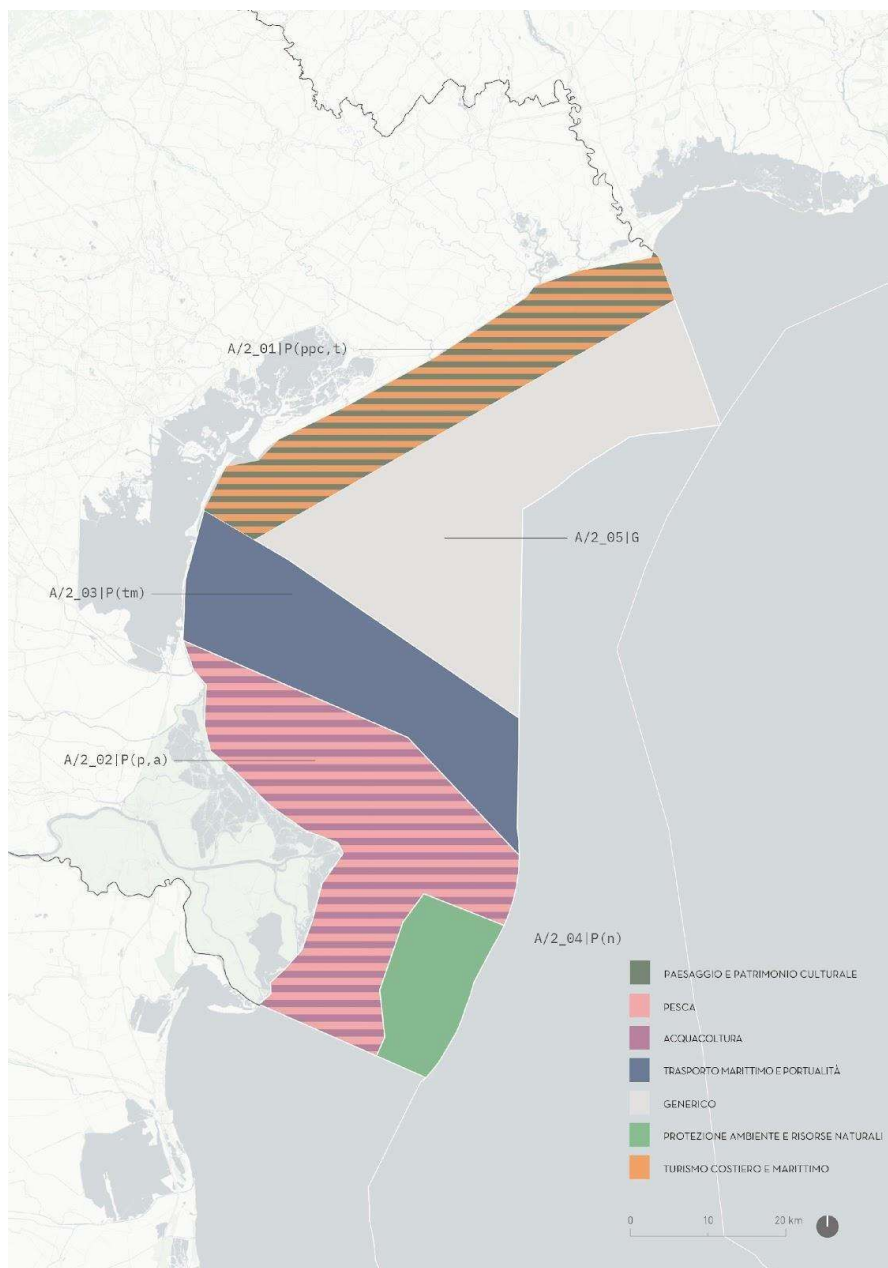 A/2_01|P(ppc,t)
A/2_05|G
A/2_03|P(tm)
A/2_02|P(p,a)
A/2_04|P(n)
PAESAGGIO E PATRIMONIO CULTURALE
PESCA
ACQUACOLTURA
TRASPORTO MARITTIMO E PORTUALITÀ
GENERICO
PROTEZIONE AMBIENTE E RISORSE NATURALI
TURISMO COSTIERO E MARITTIMO
0 10 20 km